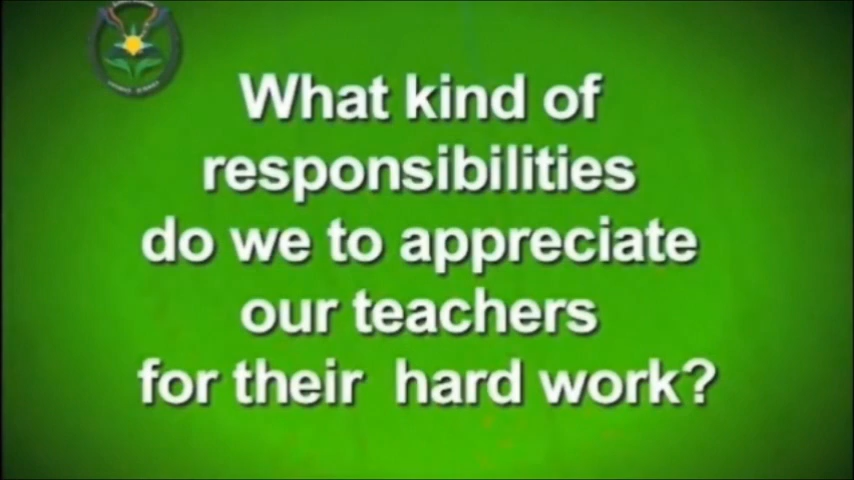 What kind of
responsibilities
do we to appreciate
our teachers
for their hard work?